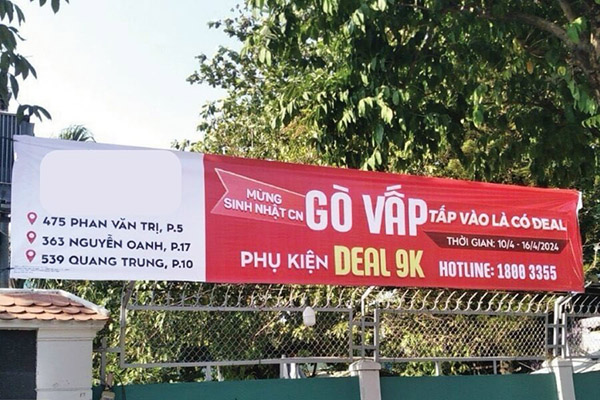 475 PHAN VĂN TRỊ, P.5
363 NGUYỄN OANH, P.17
539 QUANG TRUNG, P.10
MỪNG
SINH NHẬT CN
GÒ VẤP
TẤP VÀO LÀ CÓ DEAL
THỜI GIAN: 10/4 - 16/4/2024
PHỤ KIỆN DEAL 9K
HOTLINE: 1800 3355